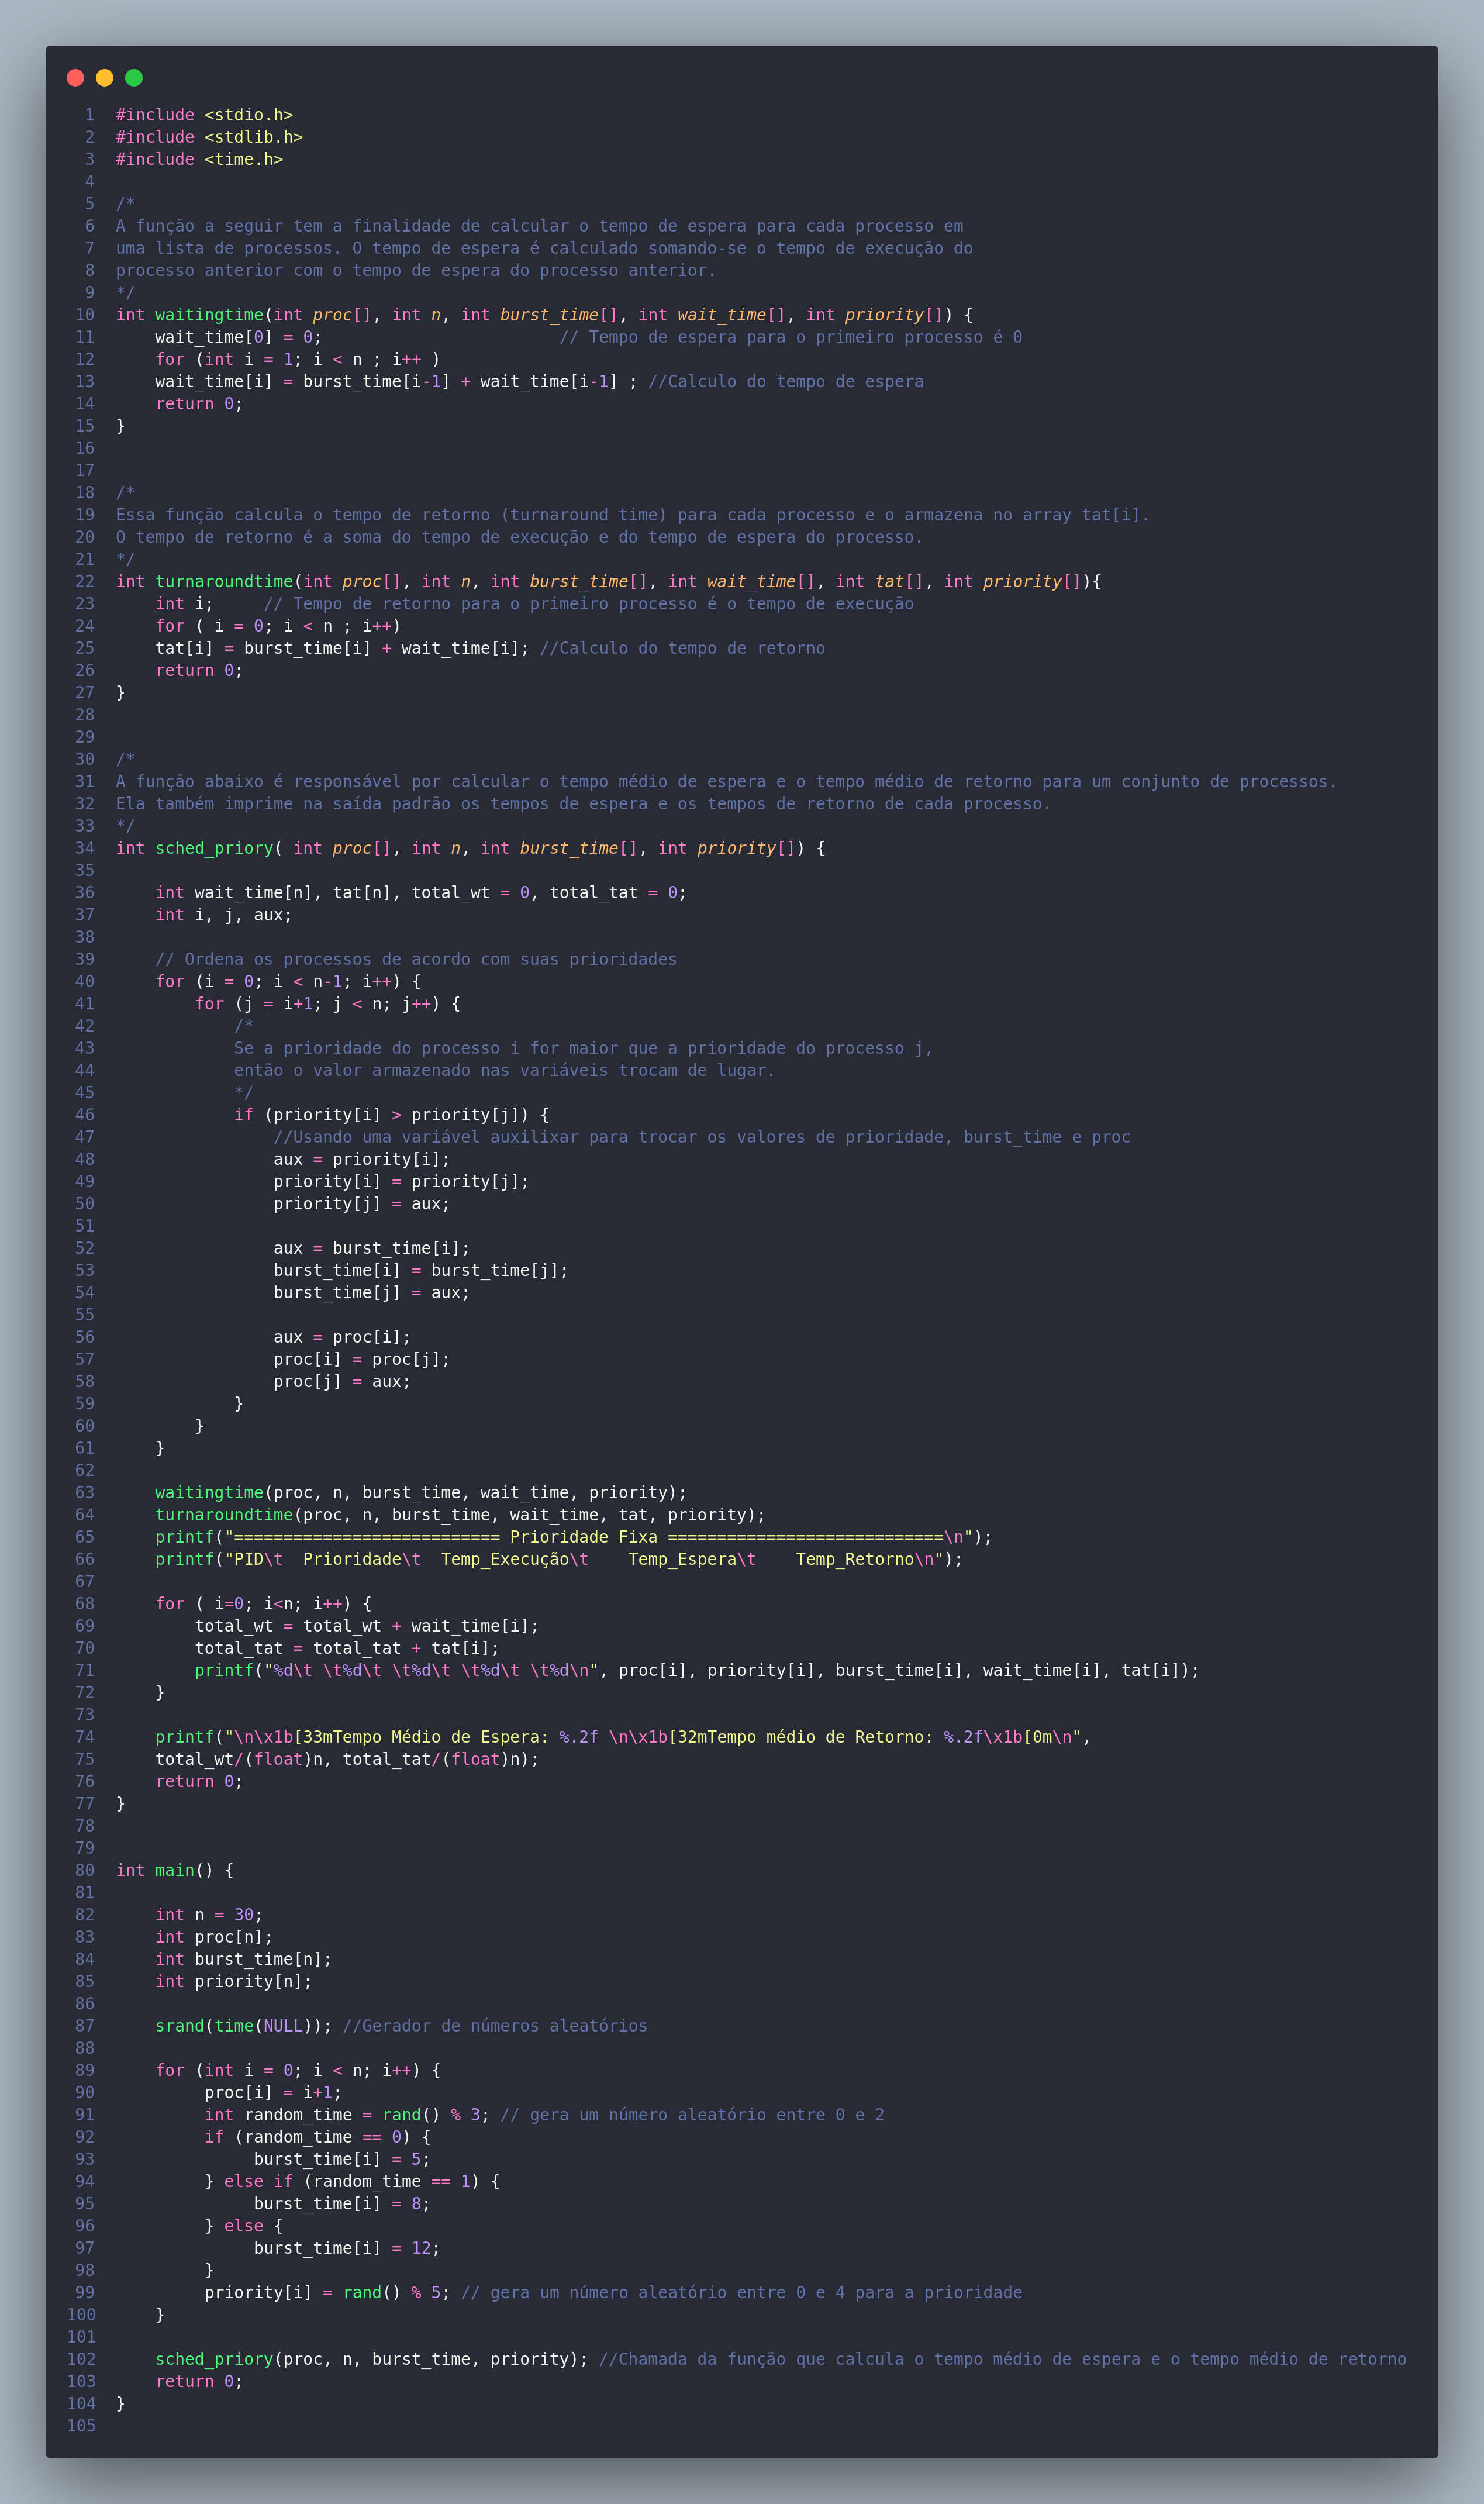 1 #include <stdio.h>
2 #include <stdlib.h>
3 #include <time.h>
4
5 /*
6 A função a seguir tem a finalidade de calcular o tempo de espera para cada processo em
7 uma lista de processos. O tempo de espera é calculado somando-se o tempo de execução do
8 processo anterior com o tempo de espera do processo anterior.
9 */
10 int waitingtime(int proc[], int n, int burst_time[], int wait_time[], int priority[]) {
11     wait_time[0] = 0;                        // Tempo de espera para o primeiro processo é 0
12     for (int i = 1; i < n ; i++ )
13     wait_time[i] = burst_time[i-1] + wait_time[i-1] ; //Calculo do tempo de espera
14     return 0;
15 }
16
17
18 /*
19 Essa função calcula o tempo de retorno (turnaround time) para cada processo e o armazena no array tat[i].
20 O tempo de retorno é a soma do tempo de execução e do tempo de espera do processo.
21 */
22 int turnaroundtime(int proc[], int n, int burst_time[], int wait_time[], int tat[], int priority[]){
23     int i;     // Tempo de retorno para o primeiro processo é o tempo de execução
24     for ( i = 0; i < n ; i++)
25     tat[i] = burst_time[i] + wait_time[i]; //Calculo do tempo de retorno
26     return 0;
27 }
28
29
30 /*
31 A função abaixo é responsável por calcular o tempo médio de espera e o tempo médio de retorno para um conjunto de processos.
32 Ela também imprime na saída padrão os tempos de espera e os tempos de retorno de cada processo.
33 */
34 int sched_priory( int proc[], int n, int burst_time[], int priority[]) {
35
36     int wait_time[n], tat[n], total_wt = 0, total_tat = 0;
37     int i, j, aux;
38
39     // Ordena os processos de acordo com suas prioridades
40     for (i = 0; i < n-1; i++) {
41         for (j = i+1; j < n; j++) {
42             /*
43             Se a prioridade do processo i for maior que a prioridade do processo j,
44             então o valor armazenado nas variáveis trocam de lugar.
45             */
46             if (priority[i] > priority[j]) {
47                 //Usando uma variável auxilixar para trocar os valores de prioridade, burst_time e proc
48                 aux = priority[i];
49                 priority[i] = priority[j];
50                 priority[j] = aux;
51
52                 aux = burst_time[i];
53                 burst_time[i] = burst_time[j];
54                 burst_time[j] = aux;
55
56                 aux = proc[i];
57                 proc[i] = proc[j];
58                 proc[j] = aux;
59             }
60         }
61     }
62
63     waitingtime(proc, n, burst_time, wait_time, priority);
64     turnaroundtime(proc, n, burst_time, wait_time, tat, priority);
65     printf("=========================== Prioridade Fixa ============================\n");
66     printf("PID\t  Prioridade\t  Temp_Execução\t    Temp_Espera\t    Temp_Retorno\n");
67
68     for ( i=0; i<n; i++) {
69         total_wt = total_wt + wait_time[i];
70         total_tat = total_tat + tat[i];
71         printf("%d\t \t%d\t \t%d\t \t%d\t \t%d\n", proc[i], priority[i], burst_time[i], wait_time[i], tat[i]);
72     }
73
74     printf("\n\x1b[33mTempo Médio de Espera: %.2f \n\x1b[32mTempo médio de Retorno: %.2f\x1b[0m\n",
75     total_wt/(float)n, total_tat/(float)n);
76     return 0;
77 }
78
79
80 int main() {
81
82     int n = 30;
83     int proc[n];
84     int burst_time[n];
85     int priority[n];
86
87     srand(time(NULL)); //Gerador de números aleatórios
88
89     for (int i = 0; i < n; i++) {
90          proc[i] = i+1;
91          int random_time = rand() % 3; // gera um número aleatório entre 0 e 2
92          if (random_time == 0) {
93               burst_time[i] = 5;
94          } else if (random_time == 1) {
95               burst_time[i] = 8;
96          } else {
97               burst_time[i] = 12;
98          }
99          priority[i] = rand() % 5; // gera um número aleatório entre 0 e 4 para a prioridade
100     }
101
102     sched_priory(proc, n, burst_time, priority); //Chamada da função que calcula o tempo médio de espera e o tempo médio de retorno
103     return 0;
104 }
105